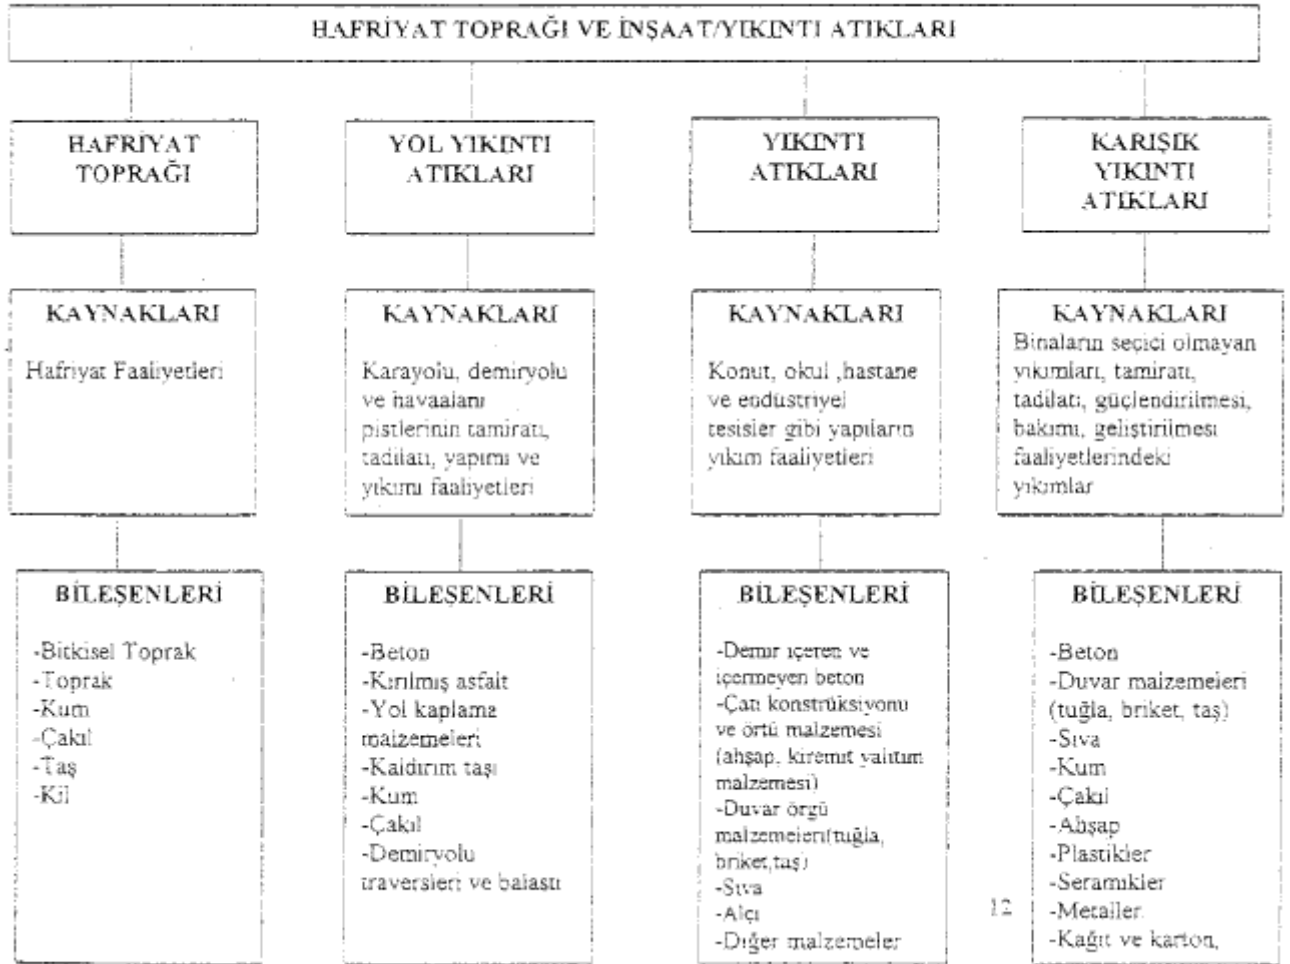 HAFRİYAT TOPRAĞI VE İNŞAAT/YIKINTI ATIKLARI
HAFRİYAT
TOPRAĞI
YOL YIKINTI
ATIKLARI
YIKINTI
ATIKLARI
KARIŞIK
YIKINTI
ATIKLARI
KAYNAKLARI
Hafriyat Faaliyetleri
KAYNAKLARI
Karayolu, demiryolu
ve havaalanı
pistlerinin tamiratı,
tadilatı, yapımı ve
yıkımı faaliyetleri
KAYNAKLARI
Konut, okul ,hastane
ve endüstriyel
tesisler gibi yapıların
yıkım faaliyetleri
KAYNAKLARI
Binaların seçici olmayan
yıkımları, tamiratı,
tadilatı, güçlendirilmesi,
bakımı, geliştirilmesi
faaliyetlerindeki
yıkımlar
BİLEŞENLERİ
-Bitkisel Toprak
-Toprak
-Kum
-Çakıl
-Taş
-Kil
BİLEŞENLERİ
-Beton
-Kırılmış asfalt
-Yol kaplama
malzemeleri
-Kaldırım taşı
-Kum
-Çakıl
-Demiryolu
traversleri ve balastı
BİLEŞENLERİ
-Demir içeren ve
içermeyen beton
-Çatı konstrüksiyonu
ve örtü malzemesi
(ahşap, kiremit yalıtım
malzemesi)
-Duvar örgü
malzemeleri(tuğla,
briket,taş)
-Sıva
-Alçı
-Diğer malzemeler
BİLEŞENLERİ
-Beton
-Duvar malzemeleri
(tuğla, briket, taş)
-Sıva
-Kum
-Çakıl
-Ahşap
-Plastikler
-Seramikler
-Metaller
-Kağıt ve karton,
12